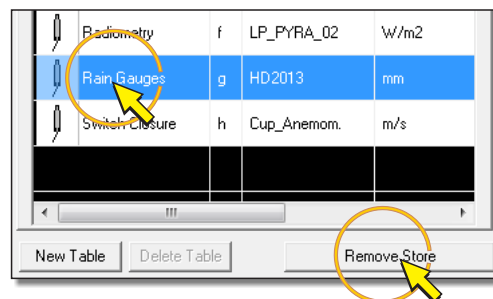 Radiometry f LP_PYRA_02 W/m2
Rain Gauges g HD2013 mm
Switch Closure h Cup_Anemom. m/s
New Table Delete Table Remove Store